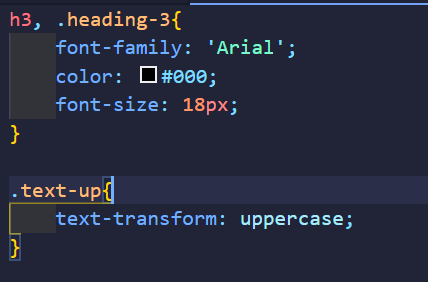 h3, .heading-3{
    font-family: 'Arial';
    color: #000;
    font-size: 18px;
}

.text-up{
    text-transform: uppercase;
}